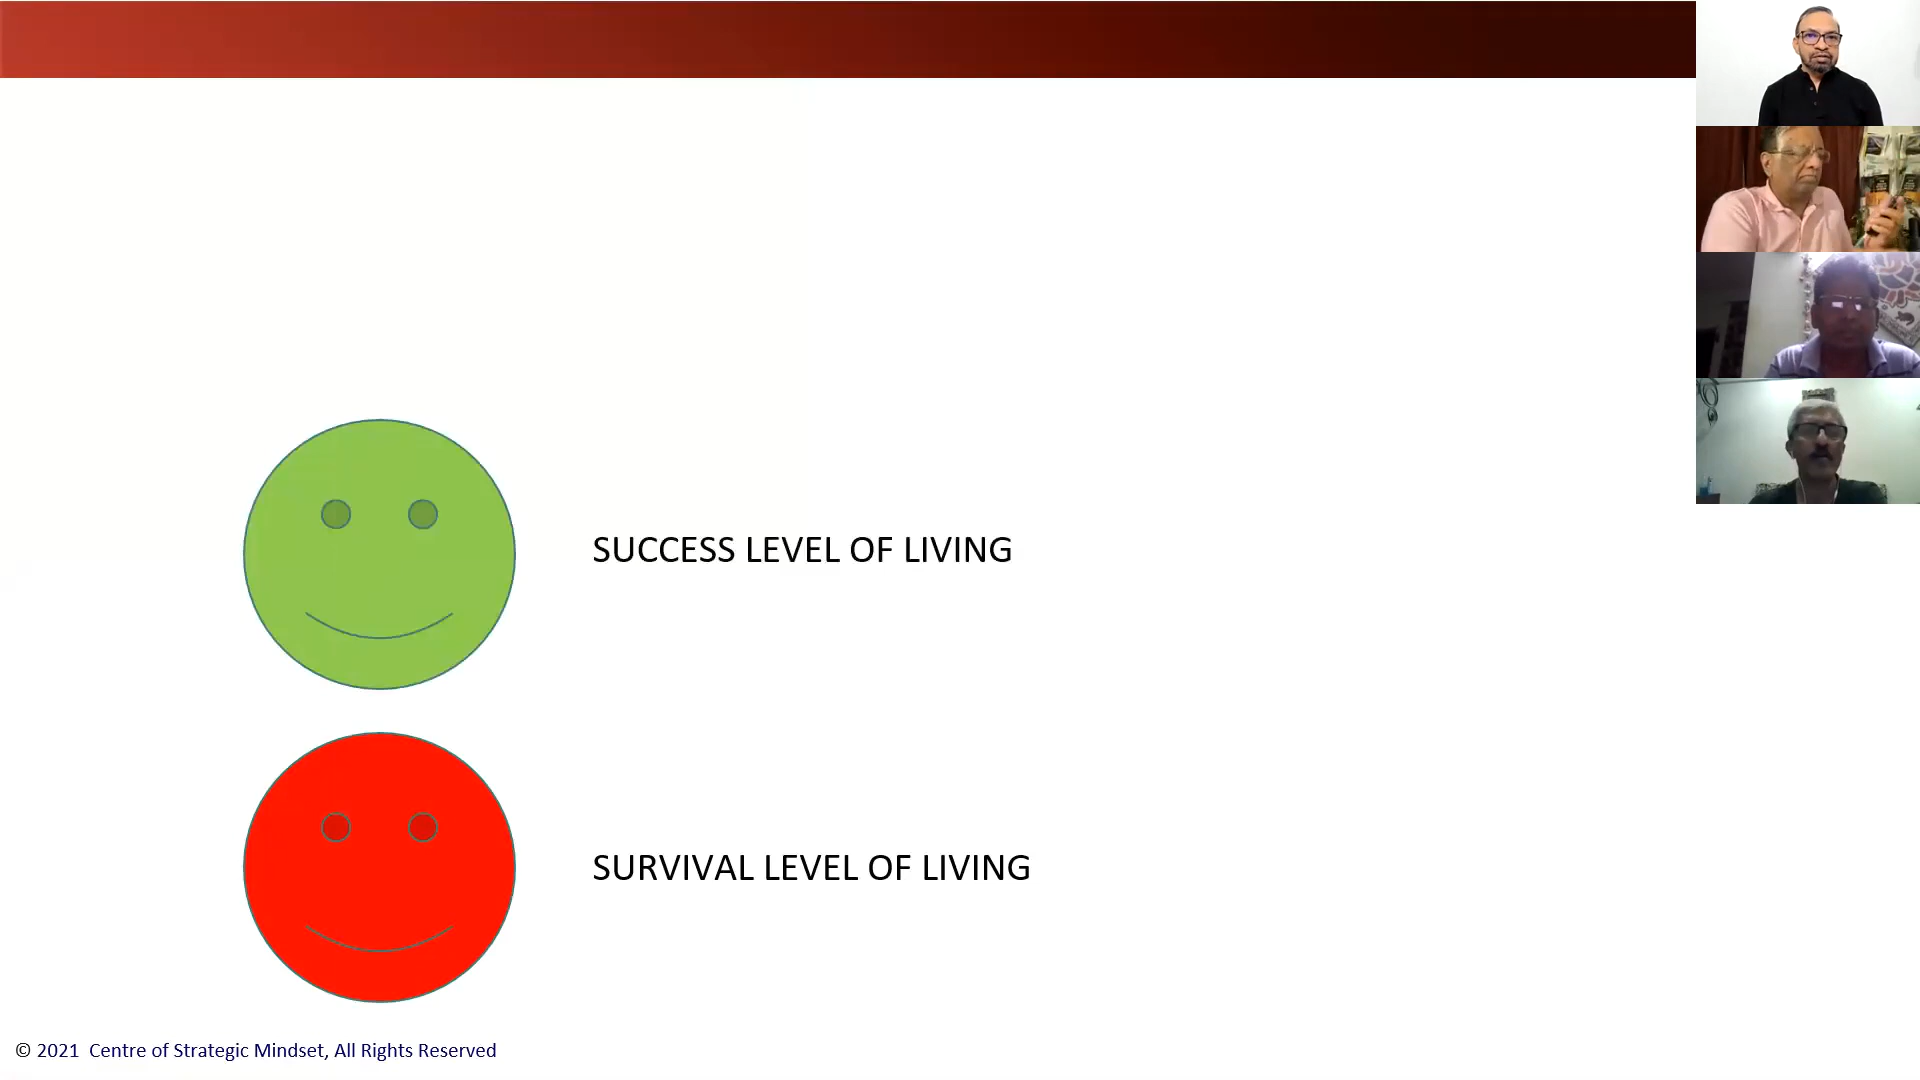 SUCCESS LEVEL OF LIVING
SURVIVAL LEVEL OF LIVING
© 2021  Centre of Strategic Mindset, All Rights Reserved